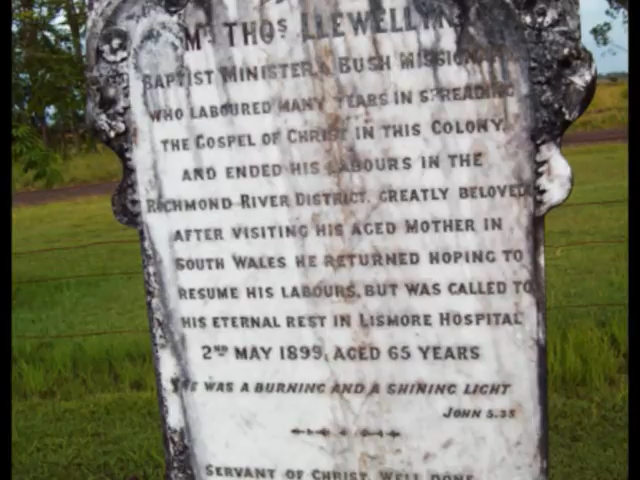 Mr THOS LLEWELLYN
BAPTIST MINISTER & BUSH MISSIONARY
WHO LABOURED MANY YEARS IN SPREADING
THE GOSPEL OF CHRIST IN THIS COLONY,
AND ENDED HIS LABOURS IN THE
RICHMOND RIVER DISTRICT. GREATLY BELOVED
AFTER VISITING HIS AGED MOTHER IN
SOUTH WALES HE RETURNED HOPING TO
RESUME HIS LABOURS, BUT WAS CALLED TO
HIS ETERNAL REST IN LISMORE HOSPITAL
2ND MAY 1899, AGED 65 YEARS
HE WAS A BURNING AND A SHINING LIGHT
JOHN 5.35
SERVANT OF CHRIST, WELL DONE